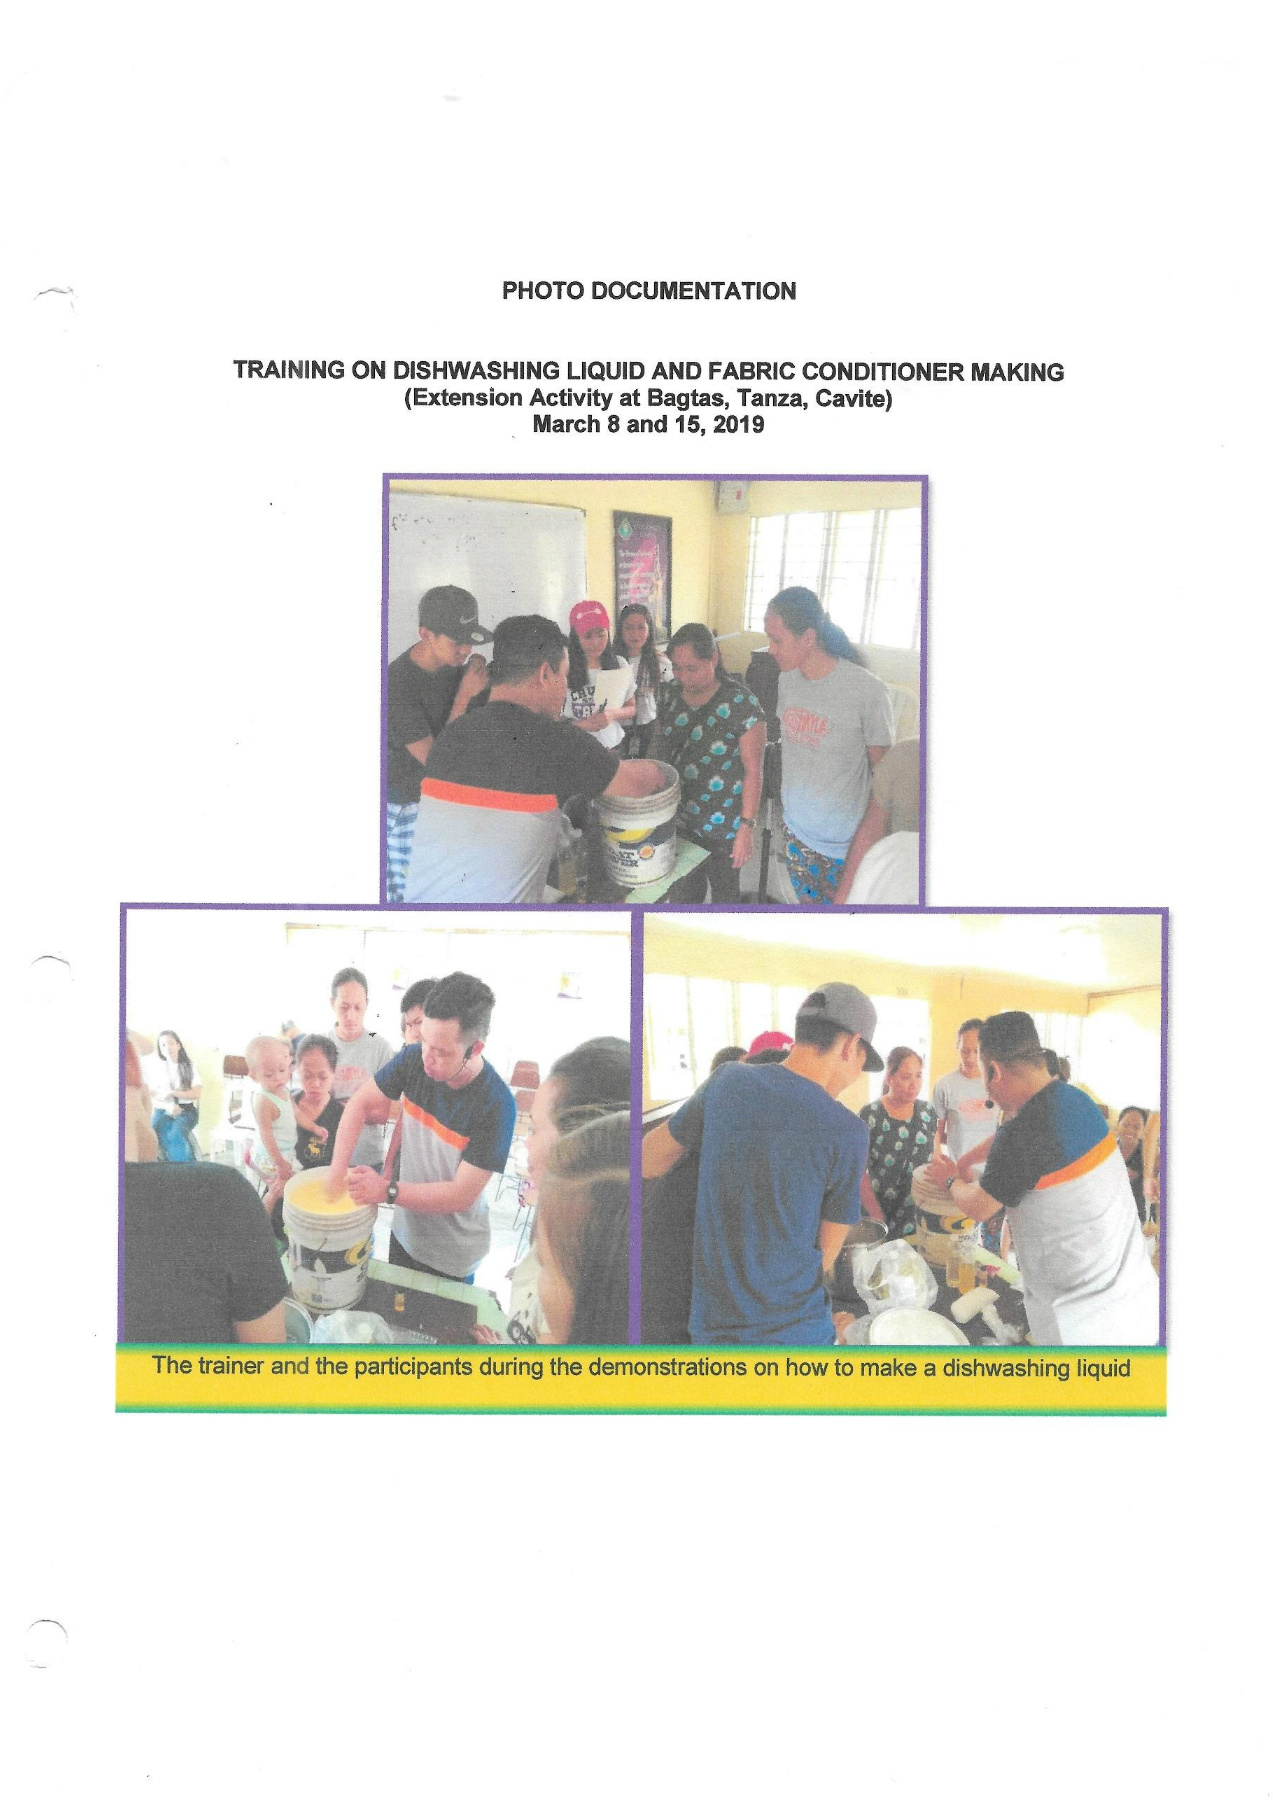 PHOTO DOCUMENTATION
TRAINING ON DISHWASHING LIQUID AND FABRIC CONDITIONER MAKING
(Extension Activity at Bagtas, Tanza, Cavite)
March 8 and 15, 2019
The trainer and the participants during the demonstrations on how to make a dishwashing liquid